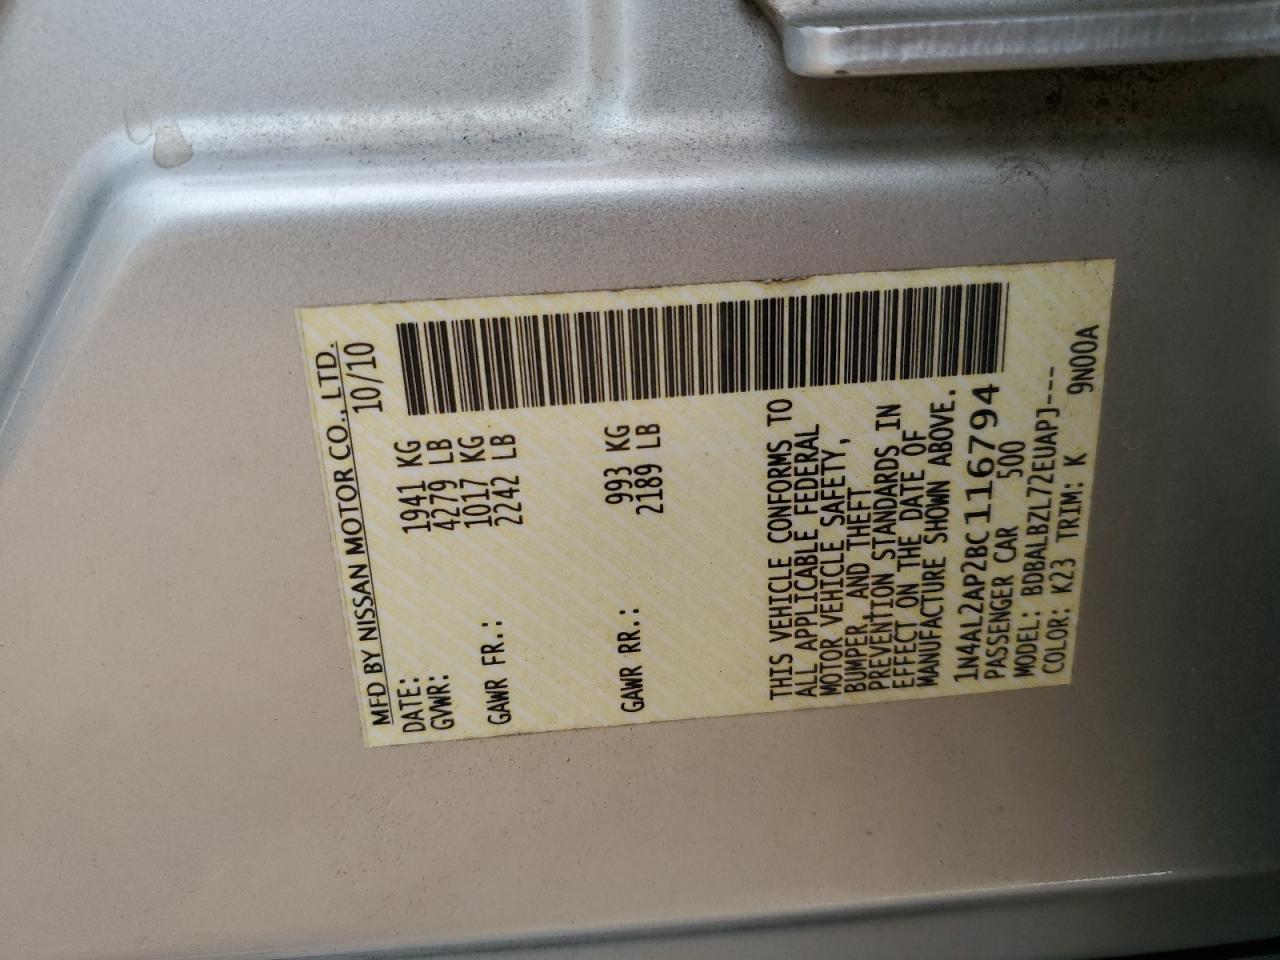 MFD BY NISSAN MOTOR CO., LTD.
DATE: 10/10
GVWR: 1941 KG
4279 LB
GAWR FR.: 1017 KG
2242 LB
GAWR RR.: 993 KG
2189 LB
THIS VEHICLE CONFORMS TO
ALL APPLICABLE FEDERAL
MOTOR VEHICLE SAFETY,
BUMPER, AND THEFT
PREVENTION STANDARDS IN
EFFECT ON THE DATE OF
MANUFACTURE SHOWN ABOVE.
1N4AL2AP2BC116794
PASSENGER CAR 500
MODEL: BDBALBZL72EUAPJ---
COLOR: K23 TRIM: K 9N00A